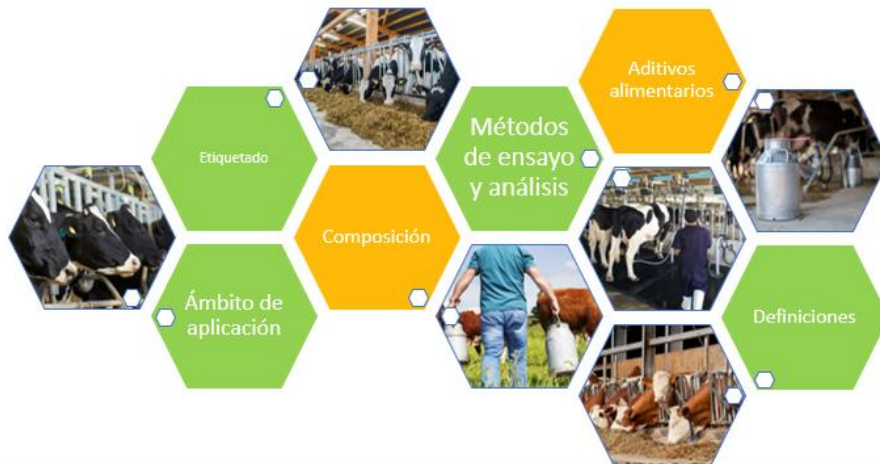 Etiquetado
Ámbito de
aplicación
Composición
Métodos
de ensayo
y análisis
Aditivos
alimentarios
Definiciones